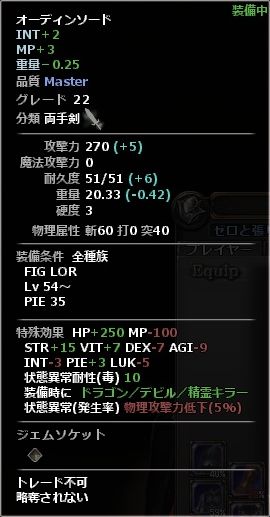 装備中
オーディンソード
INT+2
MP+3
重量−0.25
品質 Master
グレード 22
分類 両手剣
攻撃力 270 (+5)
魔法攻撃力 0
耐久度 51/51 (+6)
重量 20.33 (-0.42)
硬度 3
物理属性 斬60 打0 突40
装備条件 全種族
FIG LOR
Lv 54～
PIE 35
特殊効果 HP+250 MP-100
STR+15 VIT+7 DEX-7 AGI-9
INT-3 PIE+3 LUK-5
状態異常耐性(毒) 10
装備時に ドラゴン／デビル／精霊キラー
状態異常(発生率) 物理攻撃力低下(5%)
ジェムソケット
トレード不可
略奪されない
ゼロと張り
プレイヤー
Equip